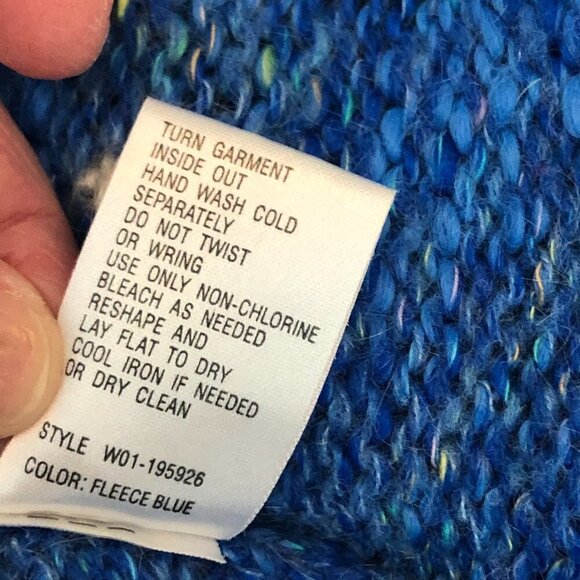 TURN GARMENT
INSIDE OUT
HAND WASH COLD
SEPARATELY
DO NOT TWIST
OR WRING
USE ONLY NON-CHLORINE
BLEACH AS NEEDED
RESHAPE AND
LAY FLAT TO DRY
COOL IRON IF NEEDED
OR DRY CLEAN
STYLE W01-195926
COLOR: FLEECE BLUE